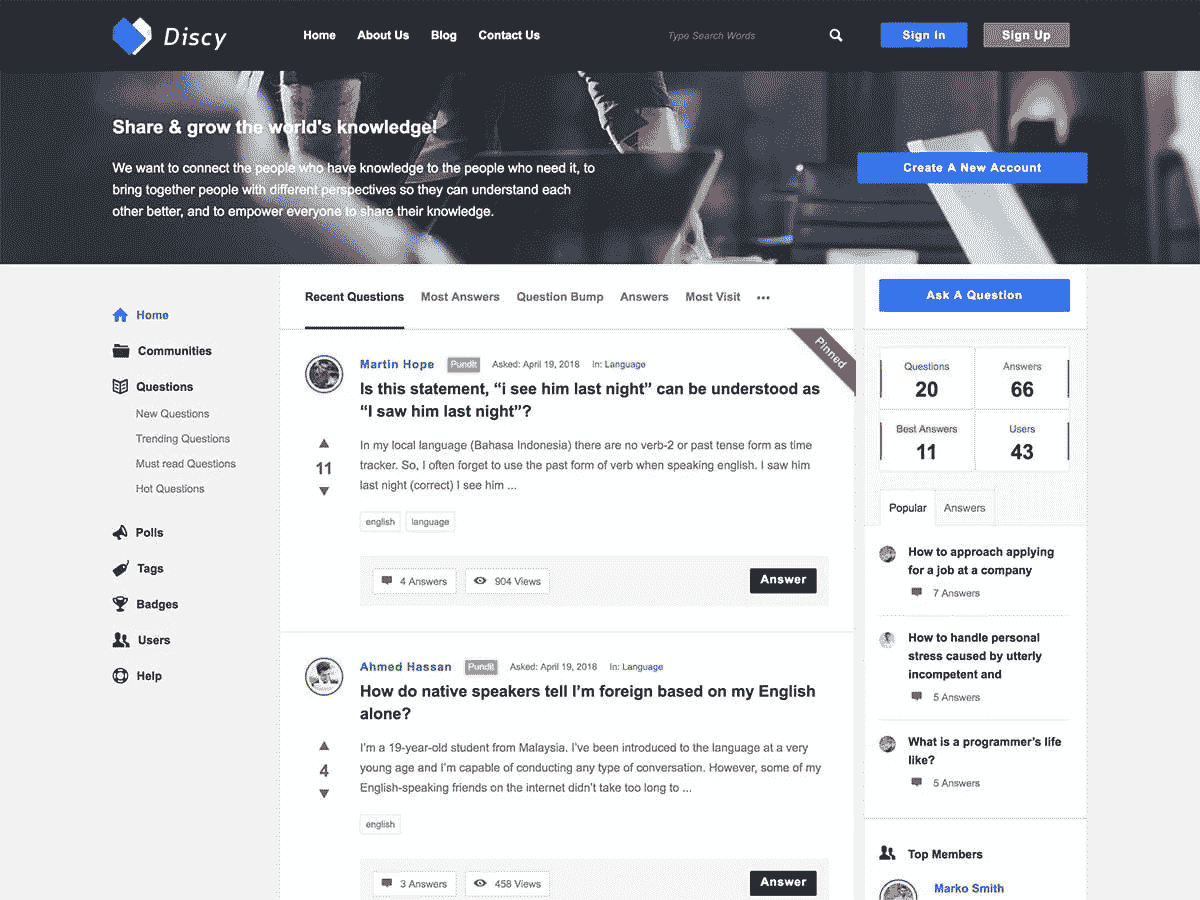 Discy
Home About Us Blog Contact Us
Type Search Words
Sign In
Sign Up
Share & grow the world's knowledge!
We want to connect the people who have knowledge to the people who need it, to
bring together people with different perspectives so they can understand each
other better, and to empower everyone to share their knowledge.
Create A New Account
Home
Communities
Questions
New Questions
Trending Questions
Must read Questions
Hot Questions
Polls
Tags
Badges
Users
Help
Recent Questions Most Answers Question Bump Answers Most Visit •••
Pinned
Martin Hope Pundit Asked: April 19, 2018 In: Language
Is this statement, “i see him last night” can be understood as
“I saw him last night”?
11
In my local language (Bahasa Indonesia) there are no verb-2 or past tense form as time
tracker. So, I often forget to use the past form of verb when speaking english. I saw him
last night (correct) I see him ...
english language
4 Answers 904 Views Answer
Ahmed Hassan Pundit Asked: April 19, 2018 In: Language
How do native speakers tell I’m foreign based on my English
alone?
4
I’m a 19-year-old student from Malaysia. I’ve been introduced to the language at a very
young age and I’m capable of conducting any type of conversation. However, some of my
English-speaking friends on the internet didn’t take too long to ...
english
3 Answers 458 Views Answer
Ask A Question
Questions Answers
20 66
Best Answers Users
11 43
Popular Answers
How to approach applying
for a job at a company
7 Answers
How to handle personal
stress caused by utterly
incompetent and
5 Answers
What is a programmer’s life
like?
5 Answers
Top Members
Marko Smith